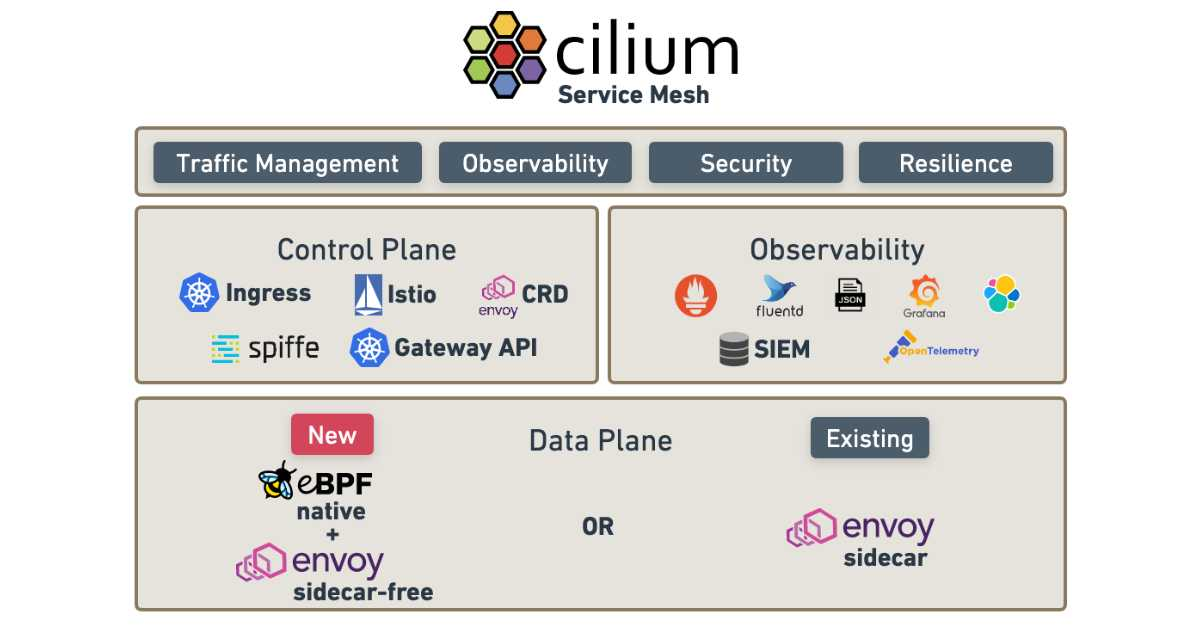 cilium
Service Mesh
Traffic Management
Observability
Security
Resilience
Control Plane
Ingress
Istio
envoy
CRD
spiffe
Gateway API
Observability
fluentd
JSON
Grafana
SIEM
OpenTelemetry
Data Plane
New
eBPF
native
+
envoy
sidecar-free
OR
Existing
envoy
sidecar